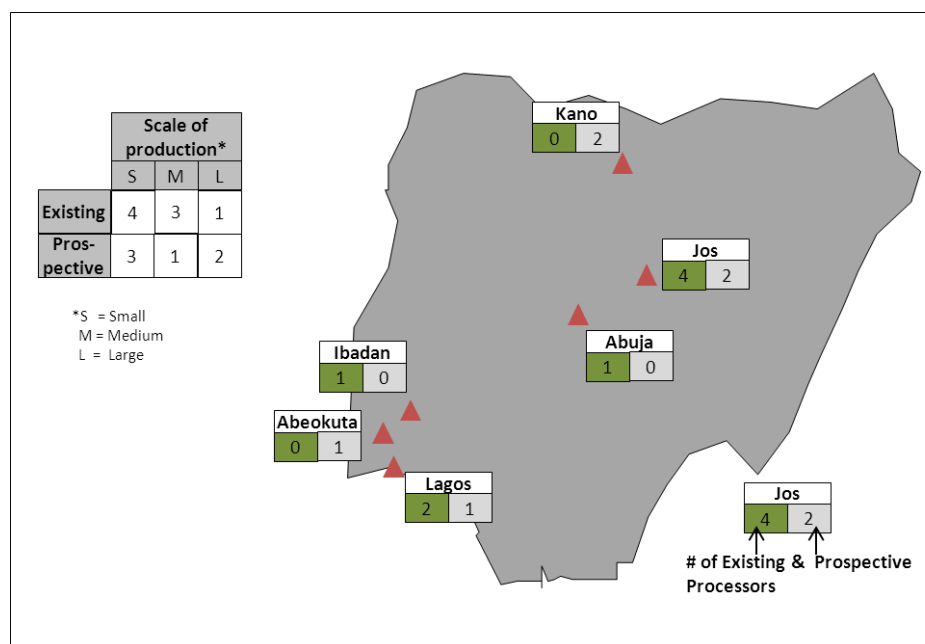 Scale of
production*
S M L
Existing 4 3 1
Pros-
pective 3 1 2
*S = Small
M = Medium
L = Large
Kano
0 2
Jos
4 2
Abuja
1 0
Ibadan
1 0
Abeokuta
0 1
Lagos
2 1
Jos
4 2
# of Existing & Prospective
Processors